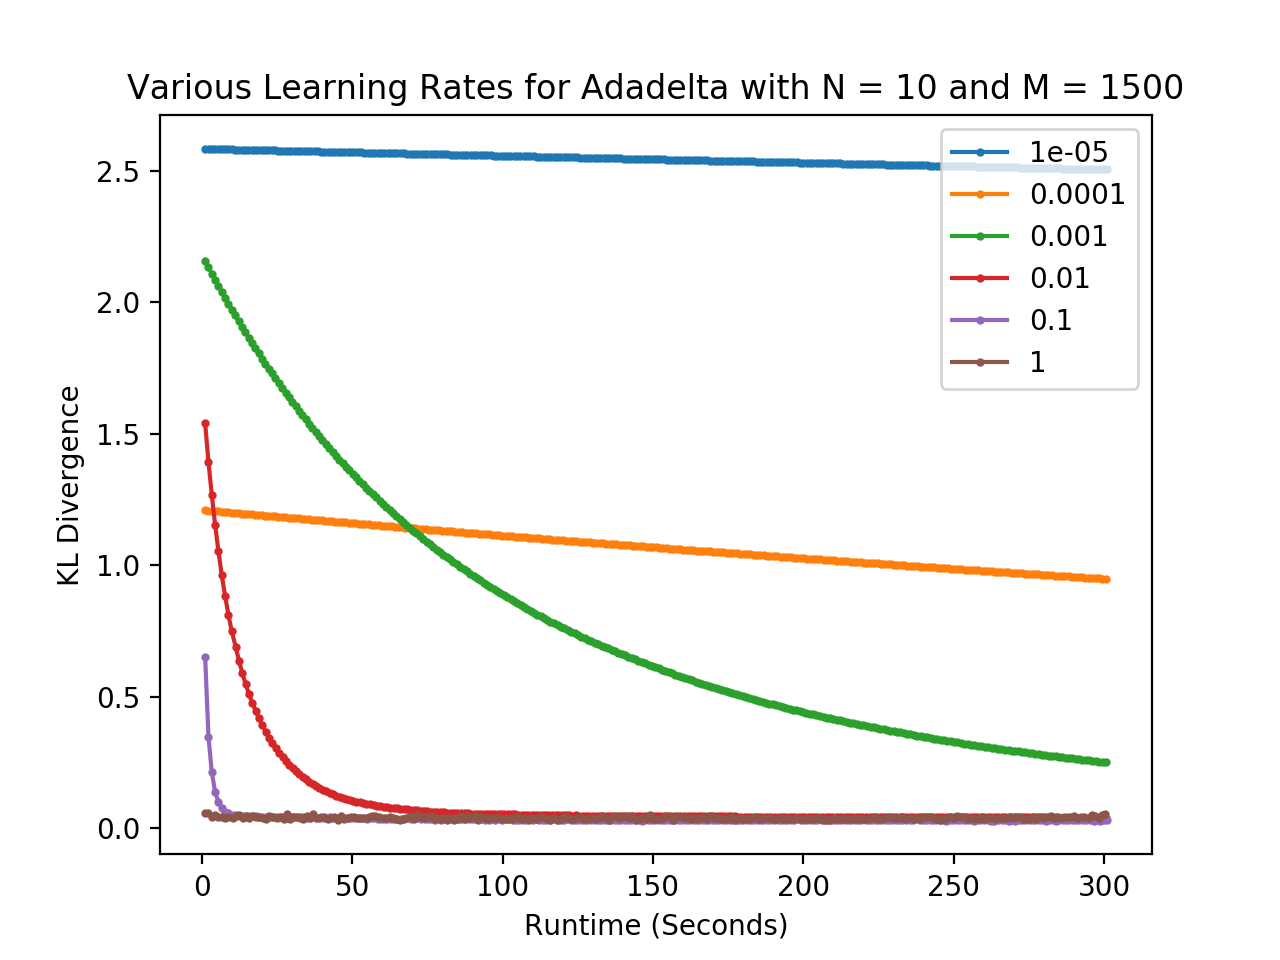 Various Learning Rates for Adadelta with N = 10 and M = 1500
2.5
2.0
1.5
1.0
0.5
0.0
KL Divergence
1e-05
0.0001
0.001
0.01
0.1
1
0 50 100 150 200 250 300
Runtime (Seconds)